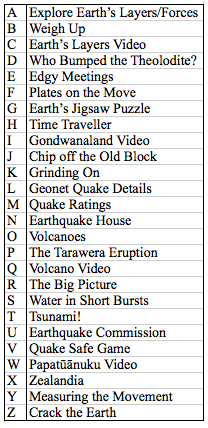 A Explore Earth's Layers/Forces
B Weigh Up
C Earth's Layers Video
D Who Bumped the Theolodite?
E Edgy Meetings
F Plates on the Move
G Earth's Jigsaw Puzzle
H Time Traveller
I Gondwanaland Video
J Chip off the Old Block
K Grinding On
L Geonet Quake Details
M Quake Ratings
N Earthquake House
O Volcanoes
P The Tarawera Eruption
Q Volcano Video
R The Big Picture
S Water in Short Bursts
T Tsunami!
U Earthquake Commission
V Quake Safe Game
W Papatūānuku Video
X Zealandia
Y Measuring the Movement
Z Crack the Earth